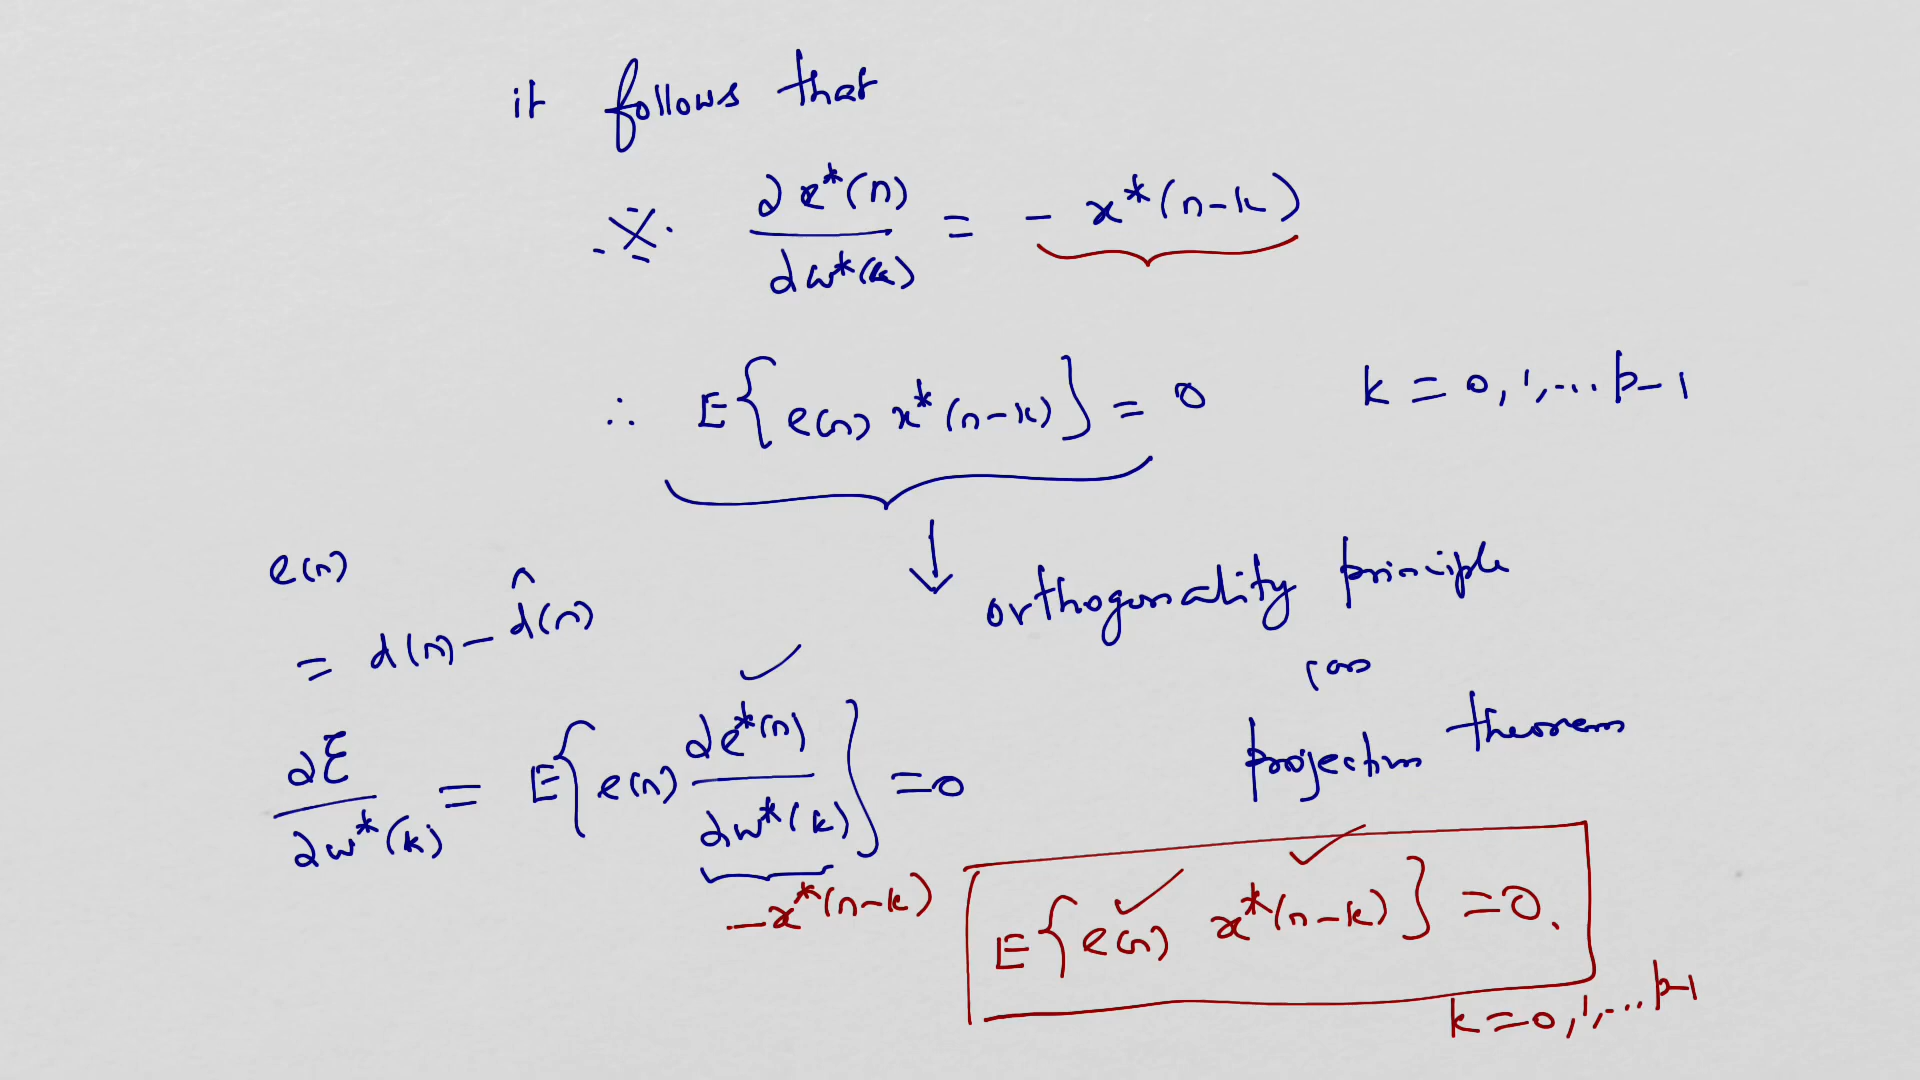 it follows that
※ ∂e*(n) / ∂w*(k) = - x*(n-k)
∴ E{e(n) x*(n-k)} = 0    k = 0, 1, ... p-1
e(n)
= d(n) - d̂(n)
orthogonality principle
(or)
projection theorem
∂ξ / ∂w*(k) = E{e(n) ∂e*(n) / ∂w*(k)} = 0
-x*(n-k)
E{e(n) x*(n-k)} = 0.
k = 0, 1, ... p-1